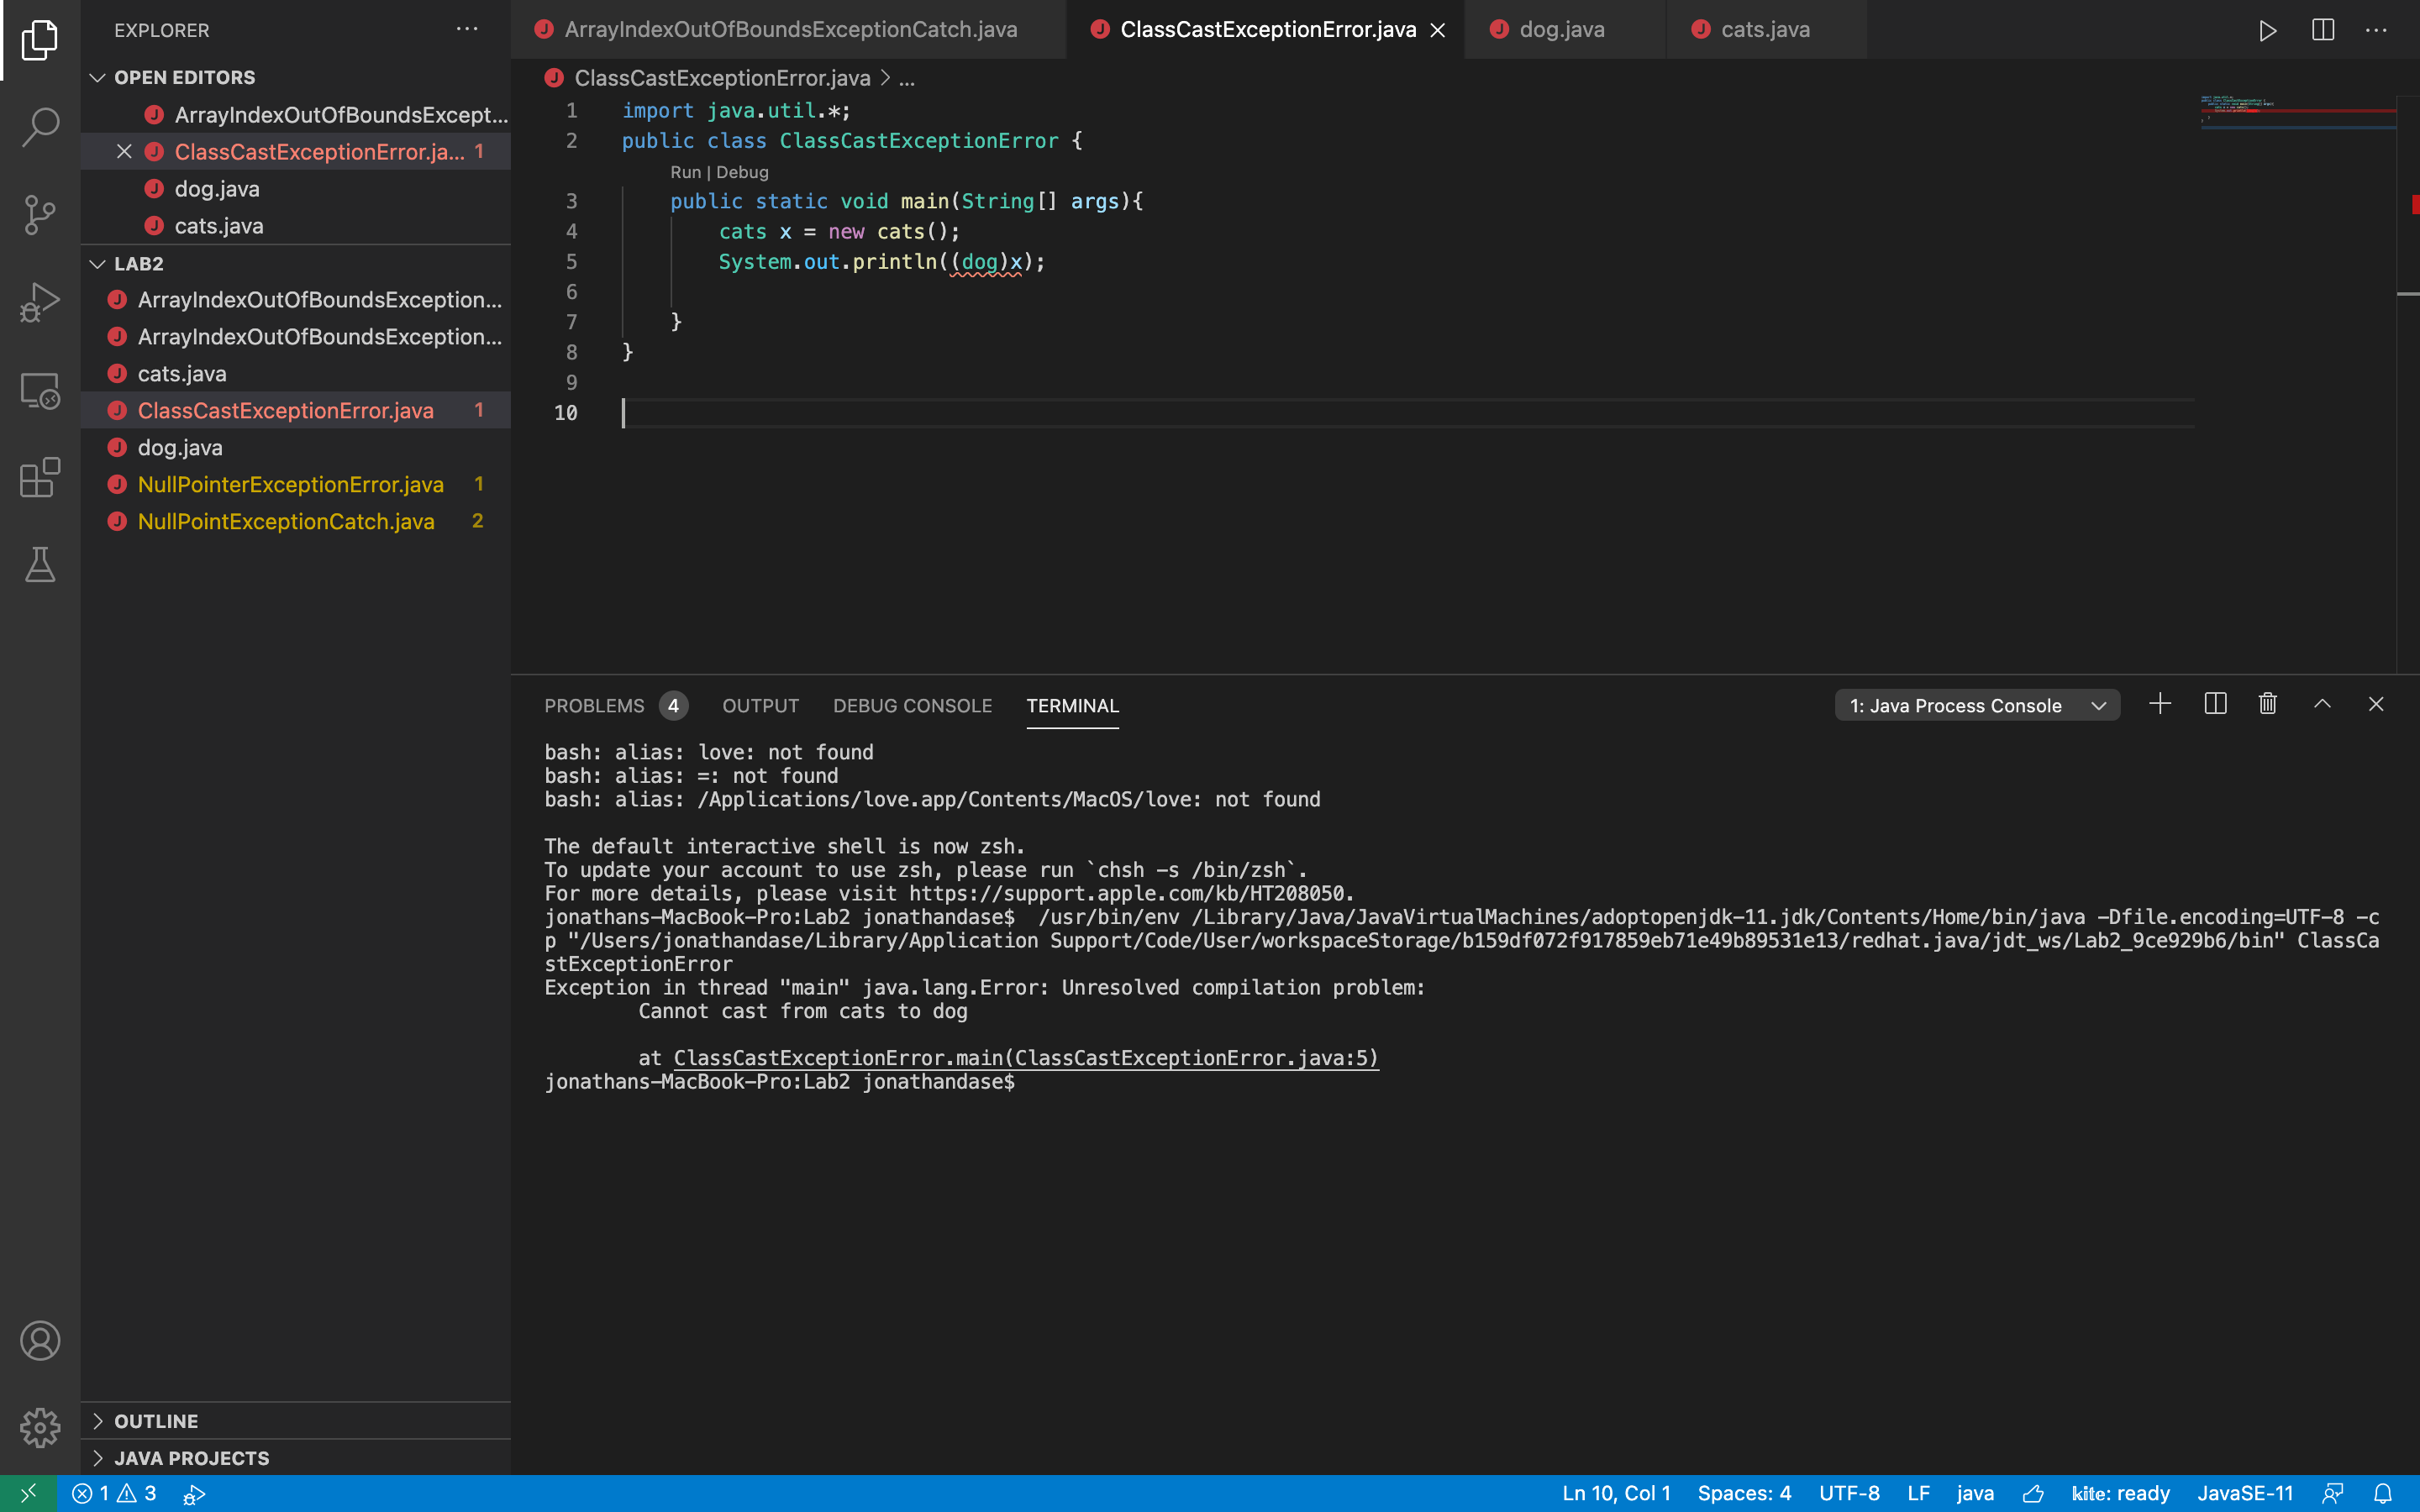 EXPLORER
OPEN EDITORS
ArrayIndexOutOfBoundsExcept...
ClassCastExceptionError.ja... 1
dog.java
cats.java
LAB2
ArrayIndexOutOfBoundsException...
ArrayIndexOutOfBoundsException...
cats.java
ClassCastExceptionError.java 1
dog.java
NullPointerExceptionError.java 1
NullPointExceptionCatch.java 2
OUTLINE
JAVA PROJECTS
ArrayIndexOutOfBoundsExceptionCatch.java ClassCastExceptionError.java dog.java cats.java
ClassCastExceptionError.java > ...
1 import java.util.*;
2 public class ClassCastExceptionError {
Run | Debug
3 public static void main(String[] args){
4 cats x = new cats();
5 System.out.println((dog)x);
6
7 }
8 }
9
10
PROBLEMS 4 OUTPUT DEBUG CONSOLE TERMINAL 1: Java Process Console
bash: alias: love: not found
bash: alias: =: not found
bash: alias: /Applications/love.app/Contents/MacOS/love: not found
The default interactive shell is now zsh.
To update your account to use zsh, please run `chsh -s /bin/zsh`.
For more details, please visit https://support.apple.com/kb/HT208050.
jonathans-MacBook-Pro:Lab2 jonathandase$ /usr/bin/env /Library/Java/JavaVirtualMachines/adoptopenjdk-11.jdk/Contents/Home/bin/java -Dfile.encoding=UTF-8 -c
p "/Users/jonathandase/Library/Application Support/Code/User/workspaceStorage/b159df072f917859eb71e49b89531e13/redhat.java/jdt_ws/Lab2_9ce929b6/bin" ClassCa
stExceptionError
Exception in thread "main" java.lang.Error: Unresolved compilation problem:
Cannot cast from cats to dog
at ClassCastExceptionError.main(ClassCastExceptionError.java:5)
jonathans-MacBook-Pro:Lab2 jonathandase$
1 3 Ln 10, Col 1 Spaces: 4 UTF-8 LF java kite: ready JavaSE-11